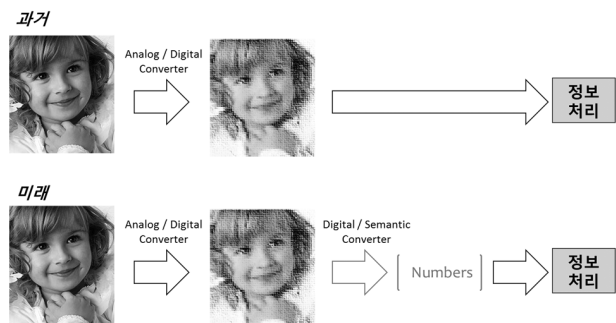 과거
Analog / Digital
Converter
정보
처리
미래
Analog / Digital
Converter
Digital / Semantic
Converter
Numbers
정보
처리